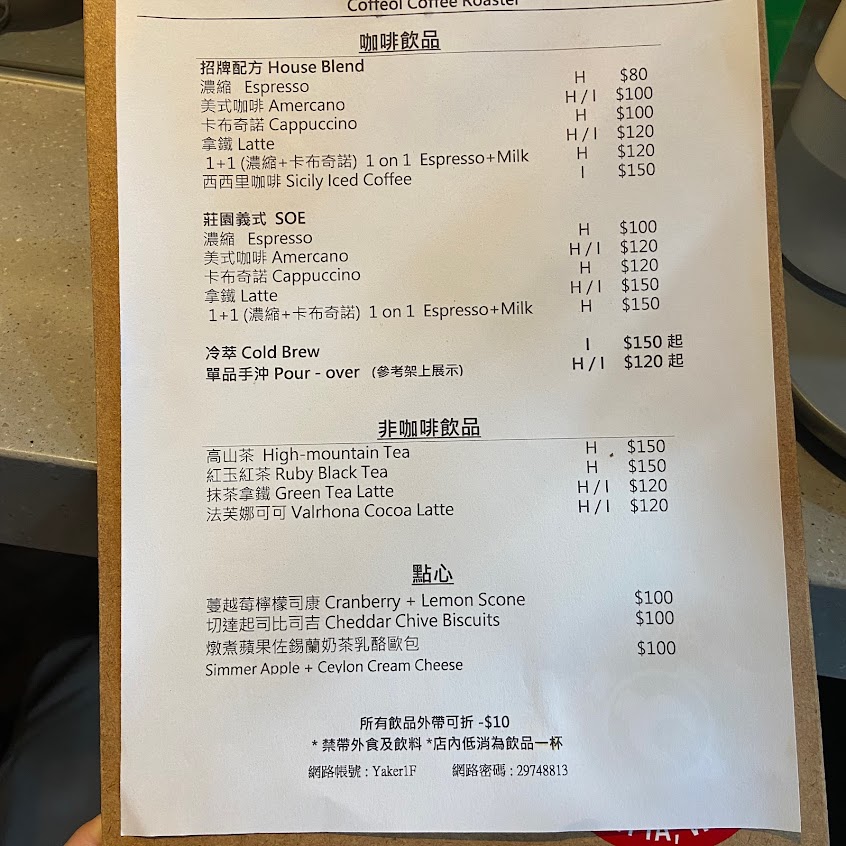 Coffeol Coffee Roaster
咖啡飲品
招牌配方 House Blend
濃縮 Espresso H $80
美式咖啡 Amercano H / I $100
卡布奇諾 Cappuccino H $100
拿鐵 Latte H / I $120
1+1 (濃縮+卡布奇諾) 1 on 1 Espresso+Milk H $120
西西里咖啡 Sicily Iced Coffee I $150
莊園義式 SOE
濃縮 Espresso H $100
美式咖啡 Amercano H / I $120
卡布奇諾 Cappuccino H $120
拿鐵 Latte H / I $150
1+1 (濃縮+卡布奇諾) 1 on 1 Espresso+Milk H $150
冷萃 Cold Brew I $150 起
單品手沖 Pour - over (參考架上展示) H / I $120 起
非咖啡飲品
高山茶 High-mountain Tea H $150
紅玉紅茶 Ruby Black Tea H $150
抹茶拿鐵 Green Tea Latte H / I $120
法芙娜可可 Valrhona Cocoa Latte H / I $120
點心
蔓越莓檸檬司康 Cranberry + Lemon Scone $100
切達起司比司吉 Cheddar Chive Biscuits $100
燉煮蘋果佐錫蘭奶茶乳酪歐包 $100
Simmer Apple + Ceylon Cream Cheese
所有飲品外帶可折 -$10
* 禁帶外食及飲料 *店內低消為飲品一杯
網路帳號 : Yaker1F 網路密碼 : 29748813